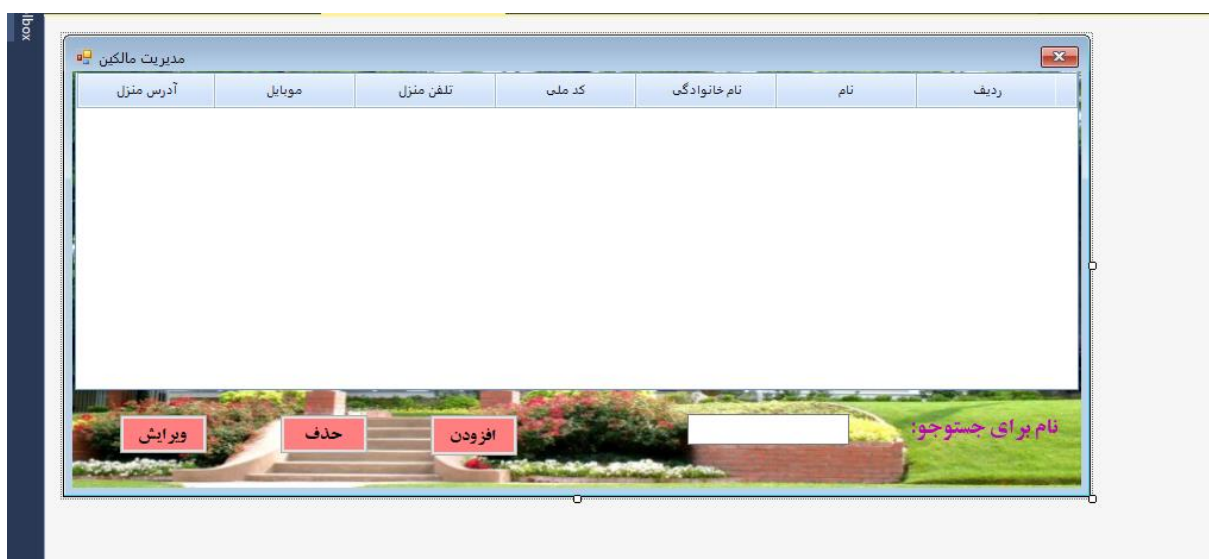 lbox
مدیریت مالکین
ردیف نام نام خانوادگی کد ملی تلفن منزل موبایل آدرس منزل
نام برای جستوجو: افزودن حذف ویرایش